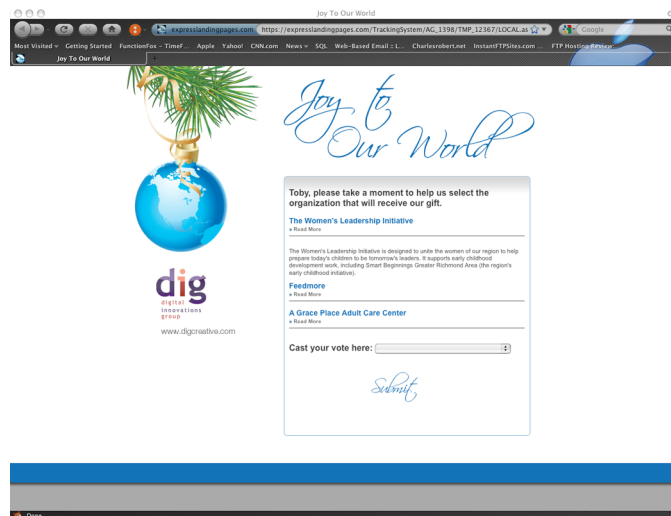 Joy To Our World
expresslandingpages.com
https://expresslandingpages.com/TrackingSystem/AG_1398/TMP_12367/LOCAL.as
Google
Most Visited
Getting Started
FunctionFox – TimeF...
Apple
Yahoo!
CNN.com
News
SQL
Web-Based Email :: L...
Charlesrobert.net
InstantFTPSites.com ...
FTP Hosting Review:
Joy To Our World
Joy to
Our World
Toby, please take a moment to help us select the
organization that will receive our gift.
The Women's Leadership Initiative
» Read More
The Women's Leadership Initiative is designed to unite the women of our region to help
prepare today's children to be tomorrow's leaders. It supports early childhood
development work, including Smart Beginnings Greater Richmond Area (the region's
early childhood initiative).
Feedmore
» Read More
A Grace Place Adult Care Center
» Read More
Cast your vote here:
Submit
dig
digital
innovations
group
www.digcreative.com
Done